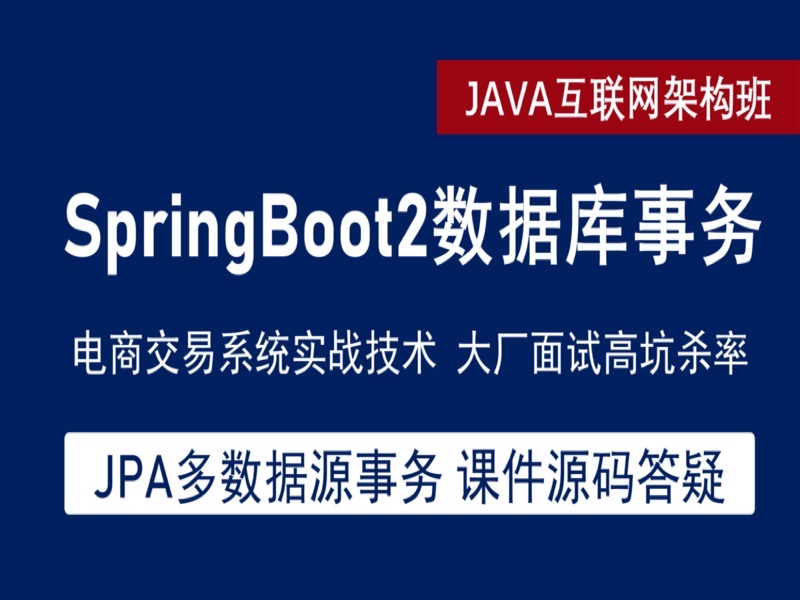 JAVA互联网架构班
SpringBoot2数据库事务
电商交易系统实战技术 大厂面试高坑杀率
JPA多数据源事务 课件源码答疑